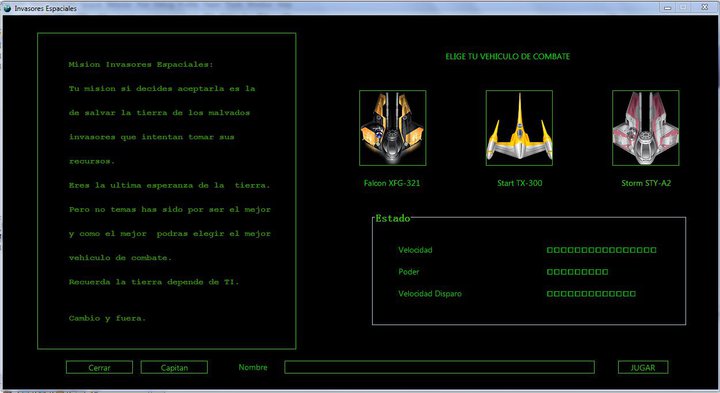 Invasores Espaciales
Mision Invasores Espaciales:
Tu mision si decides aceptarla es la
de salvar la tierra de los malvados
invasores que intentan tomar sus
recursos.
Eres la ultima esperanza de la tierra.
Pero no temas has sido por ser el mejor
y como el mejor podras elegir el mejor
vehiculo de combate.
Recuerda la tierra depende de TI.
Cambio y fuera.
ELIGE TU VEHICULO DE COMBATE
Falcon XFG-321
Start TX-300
Storm STY-A2
Estado
Velocidad
Poder
Velocidad Disparo
Cerrar
Capitan
Nombre
JUGAR